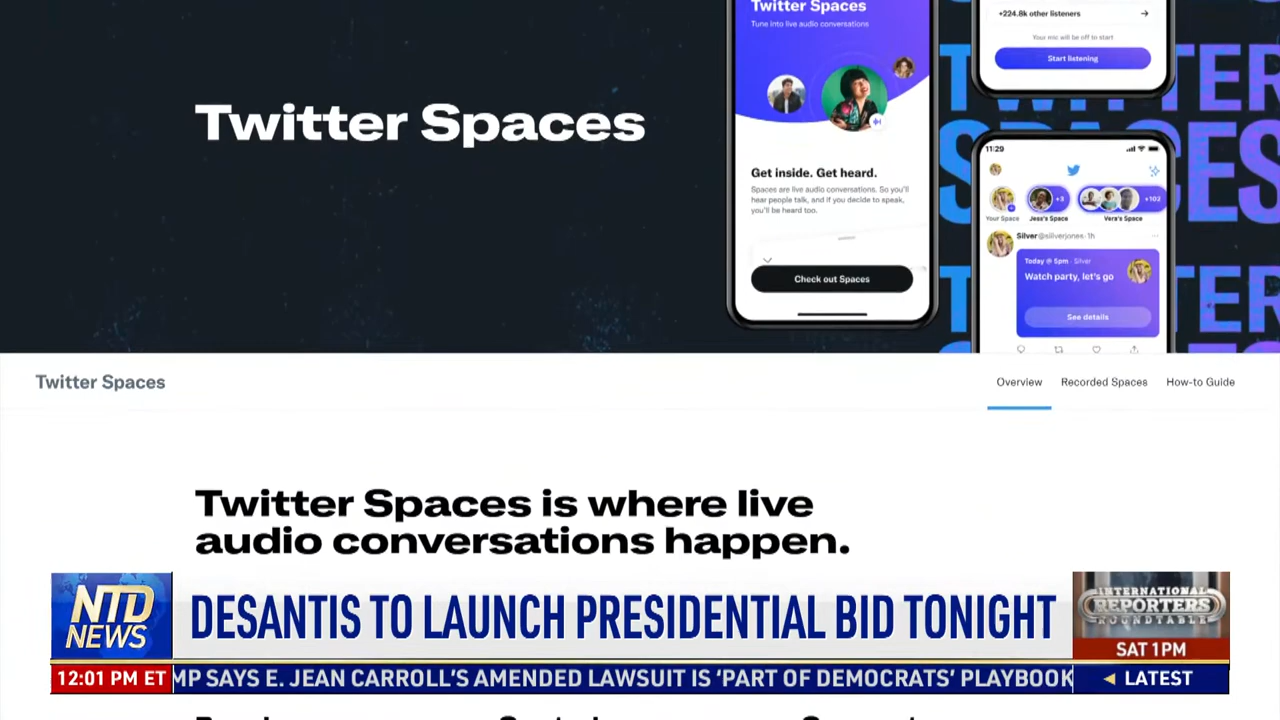 Twitter Spaces
Tune into live audio conversations
Get inside. Get heard.
Spaces are live audio conversations. So you'll
hear people talk, and if you decide to speak,
you'll be heard too.
Check out Spaces
+224.8k other listeners
Your mic will be off to start
Start listening
11:29
+3
+102
Your Space
Jess's Space
Vera's Space
Silver @silverjones · 1h
Today @ 5pm · Silver
Watch party, let's go
See details
TWITTER
SPACES
TWITTER
Twitter Spaces
Twitter Spaces
Overview
Recorded Spaces
How-to Guide
Twitter Spaces is where live
audio conversations happen.
NTD
NEWS
DESANTIS TO LAUNCH PRESIDENTIAL BID TONIGHT
INTERNATIONAL
REPORTERS
ROUNDTABLE
SAT 1PM
12:01 PM ET
MP SAYS E. JEAN CARROLL'S AMENDED LAWSUIT IS 'PART OF DEMOCRATS' PLAYBOOK
◄ LATEST